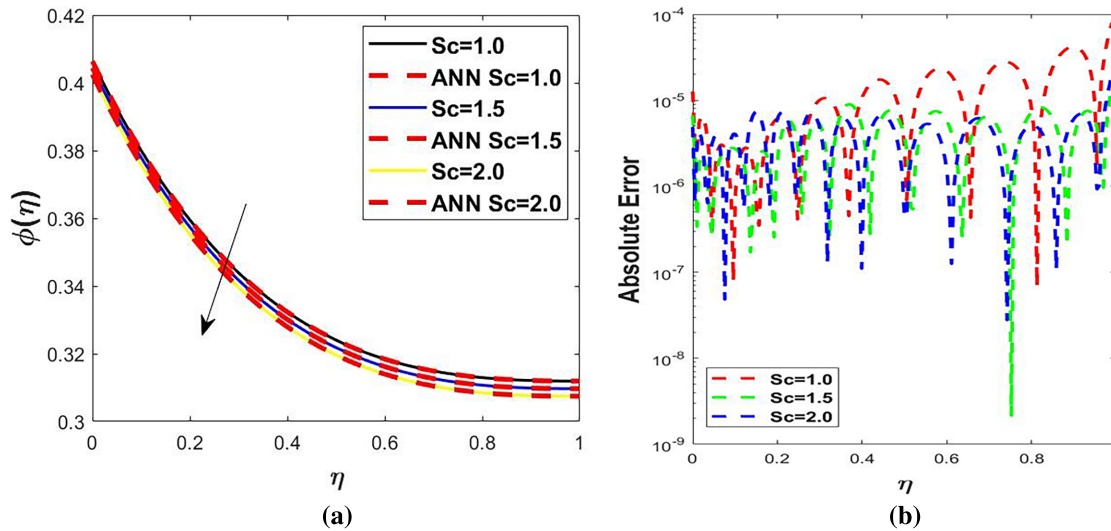 0.42
0.4
0.38
0.36
0.34
0.32
0.3
ϕ(η)
0
0.2
0.4
0.6
0.8
1
η
Sc=1.0
ANN Sc=1.0
Sc=1.5
ANN Sc=1.5
Sc=2.0
ANN Sc=2.0
(a)
10⁻⁴
10⁻⁵
10⁻⁶
10⁻⁷
10⁻⁸
10⁻⁹
Absolute Error
0
0.2
0.4
0.6
0.8
η
Sc=1.0
Sc=1.5
Sc=2.0
(b)